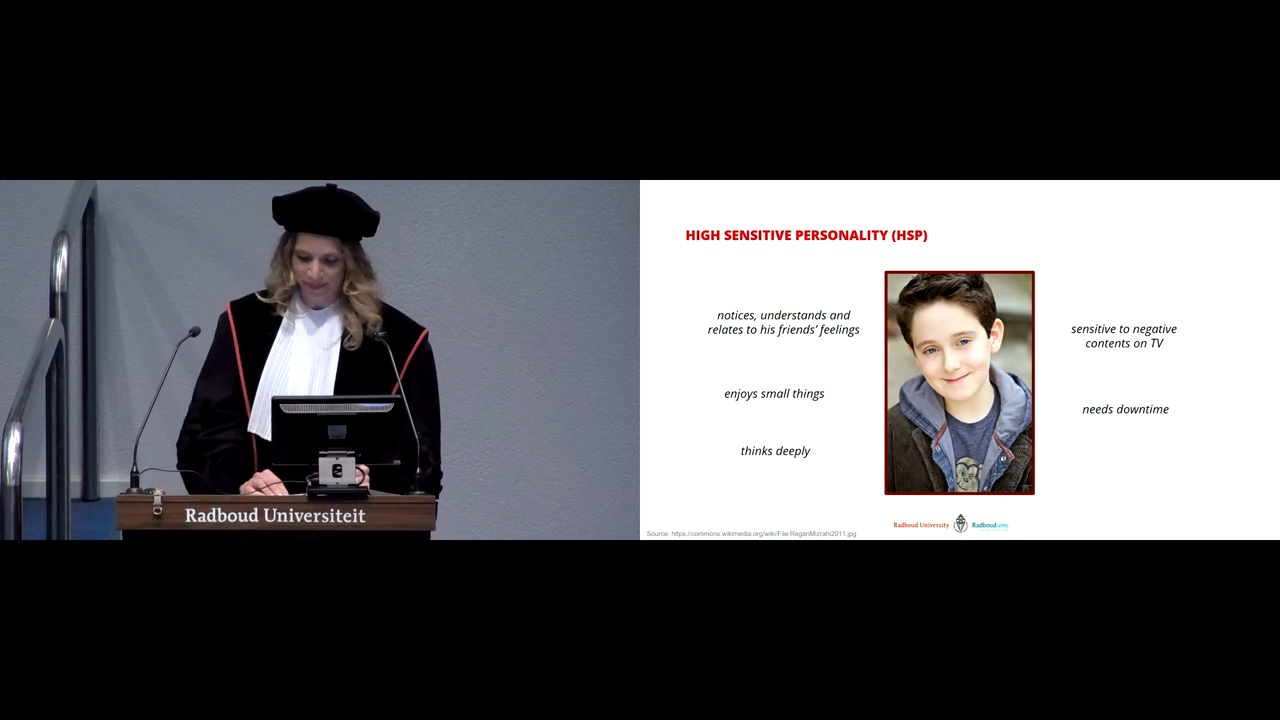 Radboud Universiteit
HIGH SENSITIVE PERSONALITY (HSP)
notices, understands and
relates to his friends' feelings
enjoys small things
thinks deeply
sensitive to negative
contents on TV
needs downtime
Radboud University
Radboudumc
Source: https://commons.wikimedia.org/wiki/File:ReganMizrahi2011.jpg